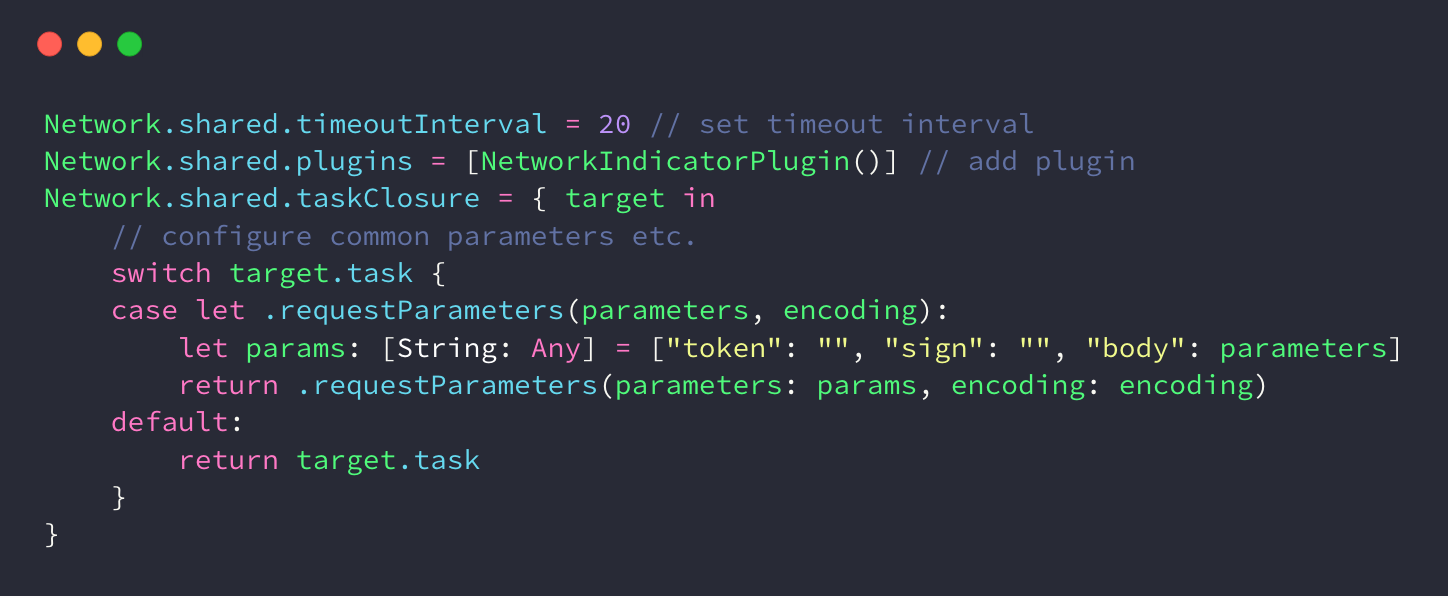 Network.shared.timeoutInterval = 20 // set timeout interval
Network.shared.plugins = [NetworkIndicatorPlugin()] // add plugin
Network.shared.taskClosure = { target in
    // configure common parameters etc.
    switch target.task {
    case let .requestParameters(parameters, encoding):
        let params: [String: Any] = ["token": "", "sign": "", "body": parameters]
        return .requestParameters(parameters: params, encoding: encoding)
    default:
        return target.task
    }
}